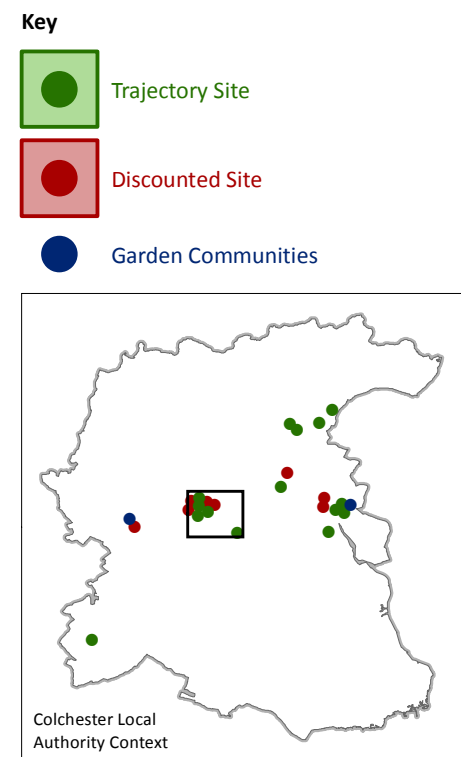 Key
Trajectory Site
Discounted Site
Garden Communities
Colchester Local
Authority Context